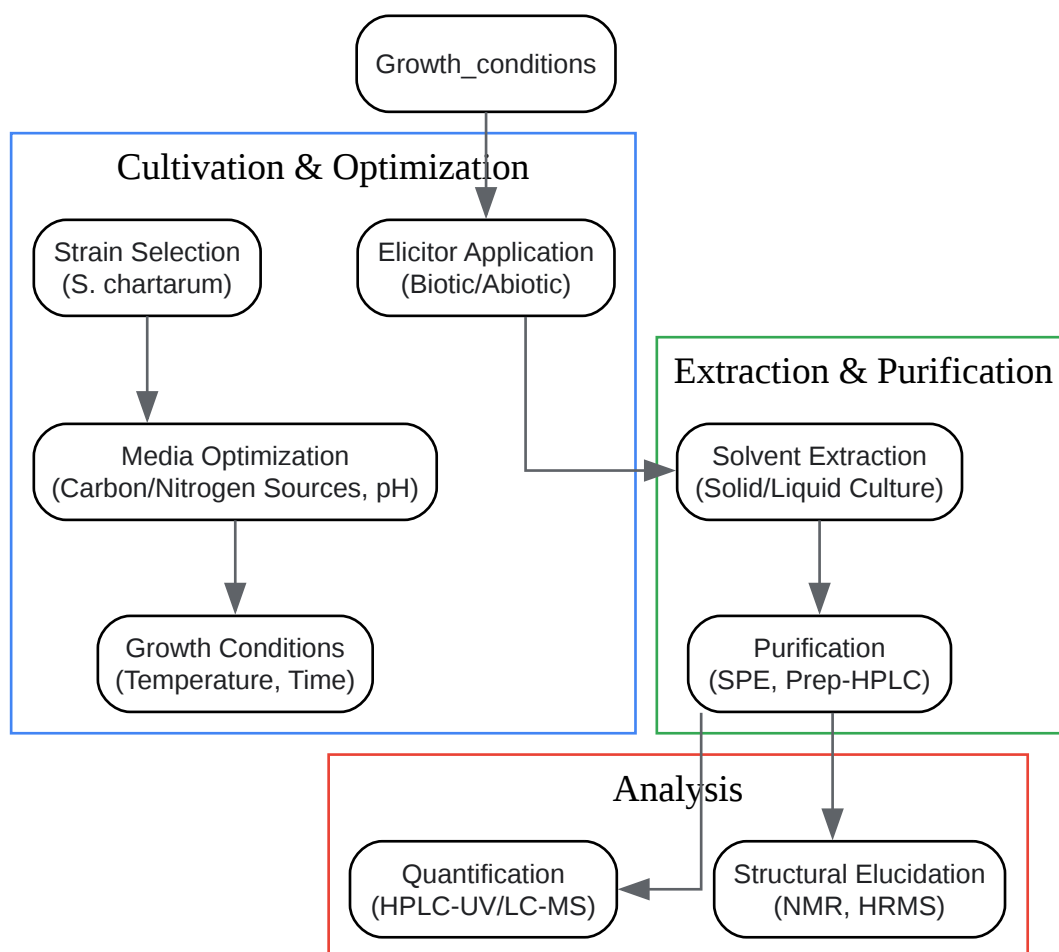 Growth_conditions
Cultivation & Optimization
Strain Selection
(S. chartarum)
Elicitor Application
(Biotic/Abiotic)
Media Optimization
(Carbon/Nitrogen Sources, pH)
Growth Conditions
(Temperature, Time)
Extraction & Purification
Solvent Extraction
(Solid/Liquid Culture)
Purification
(SPE, Prep-HPLC)
Analysis
Quantification
(HPLC-UV/LC-MS)
Structural Elucidation
(NMR, HRMS)